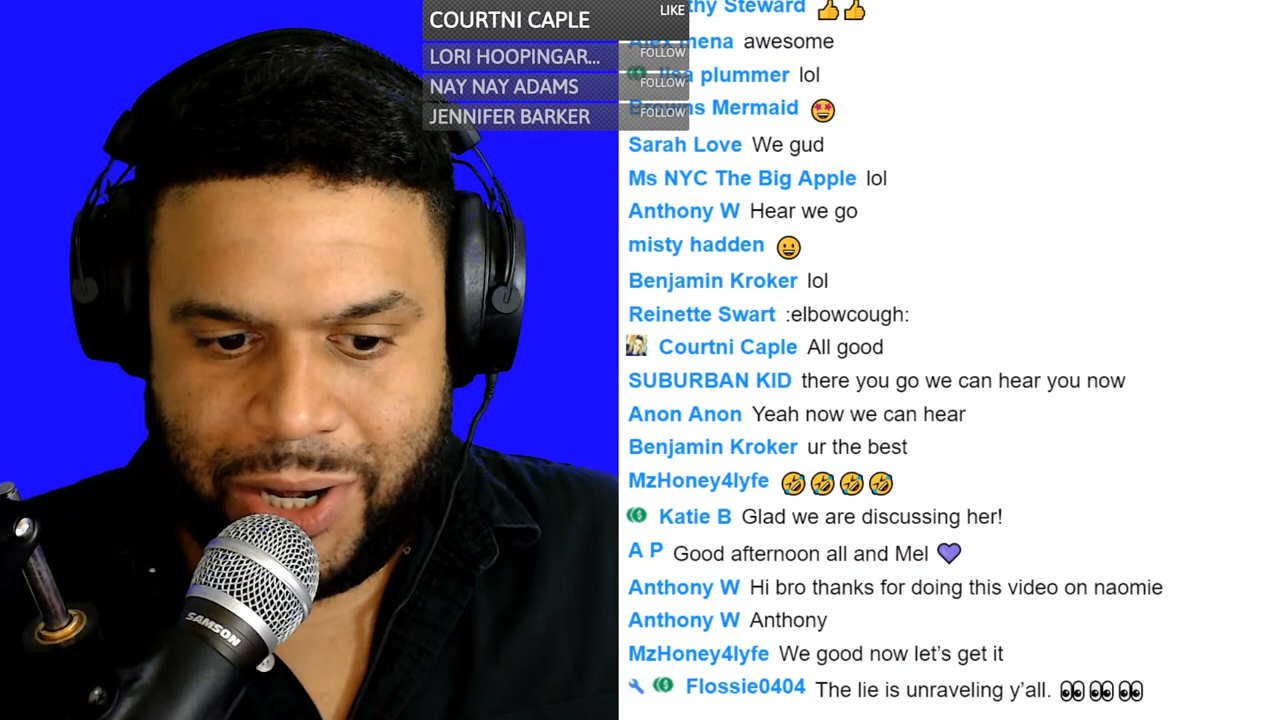 COURTNI CAPLE LIKE
LORI HOOPINGAR... FOLLOW
NAY NAY ADAMS FOLLOW
JENNIFER BARKER FOLLOW
SAMSON
thy Steward 👍👍
Alex mena awesome
lisa plummer lol
Browns Mermaid 🤩
Sarah Love We gud
Ms NYC The Big Apple lol
Anthony W Hear we go
misty hadden 😀
Benjamin Kroker lol
Reinette Swart :elbowcough:
Courtni Caple All good
SUBURBAN KID there you go we can hear you now
Anon Anon Yeah now we can hear
Benjamin Kroker ur the best
MzHoney4lyfe 🤣🤣🤣🤣
Katie B Glad we are discussing her!
A P Good afternoon all and Mel 💜
Anthony W Hi bro thanks for doing this video on naomie
Anthony W Anthony
MzHoney4lyfe We good now let’s get it
Flossie0404 The lie is unraveling y’all. 👀👀👀